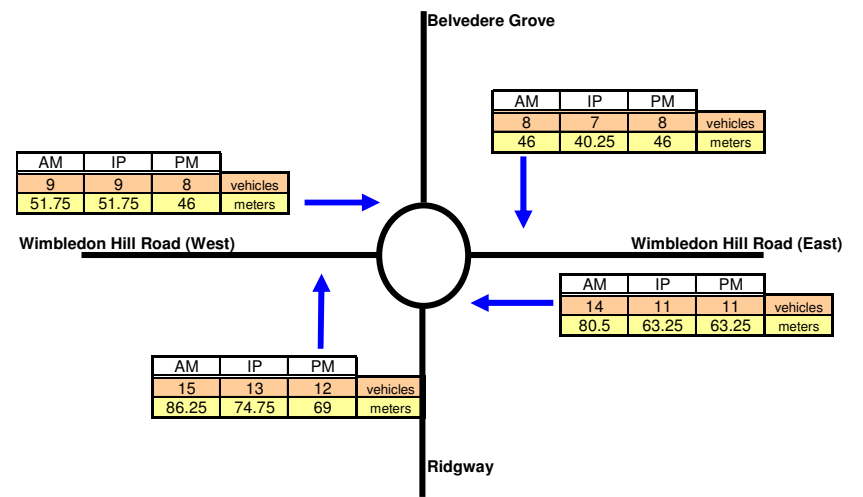 Belvedere Grove
AM IP PM
8 7 8 vehicles
46 40.25 46 meters
AM IP PM
9 9 8 vehicles
51.75 51.75 46 meters
Wimbledon Hill Road (West)
Wimbledon Hill Road (East)
AM IP PM
14 11 11 vehicles
80.5 63.25 63.25 meters
AM IP PM
15 13 12 vehicles
86.25 74.75 69 meters
Ridgway